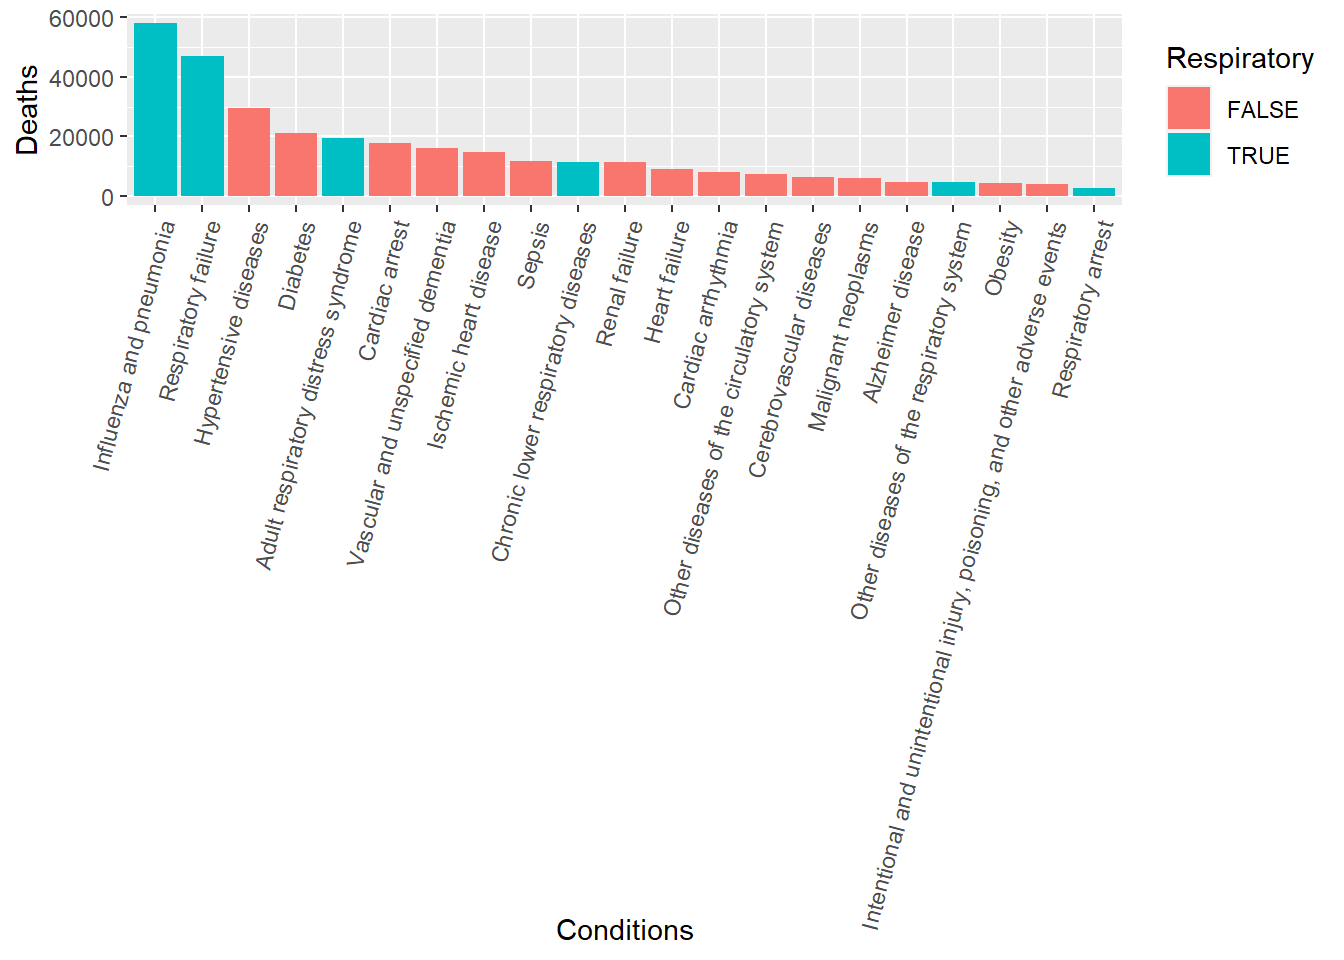 60000
40000
20000
0
Deaths
Influenza and pneumonia
Respiratory failure
Hypertensive diseases
Diabetes
Adult respiratory distress syndrome
Cardiac arrest
Vascular and unspecified dementia
Ischemic heart disease
Sepsis
Chronic lower respiratory diseases
Renal failure
Heart failure
Cardiac arrhythmia
Other diseases of the circulatory system
Cerebrovascular diseases
Malignant neoplasms
Alzheimer disease
Other diseases of the respiratory system
Obesity
Intentional and unintentional injury, poisoning, and other adverse events
Respiratory arrest
Conditions
Respiratory
FALSE
TRUE